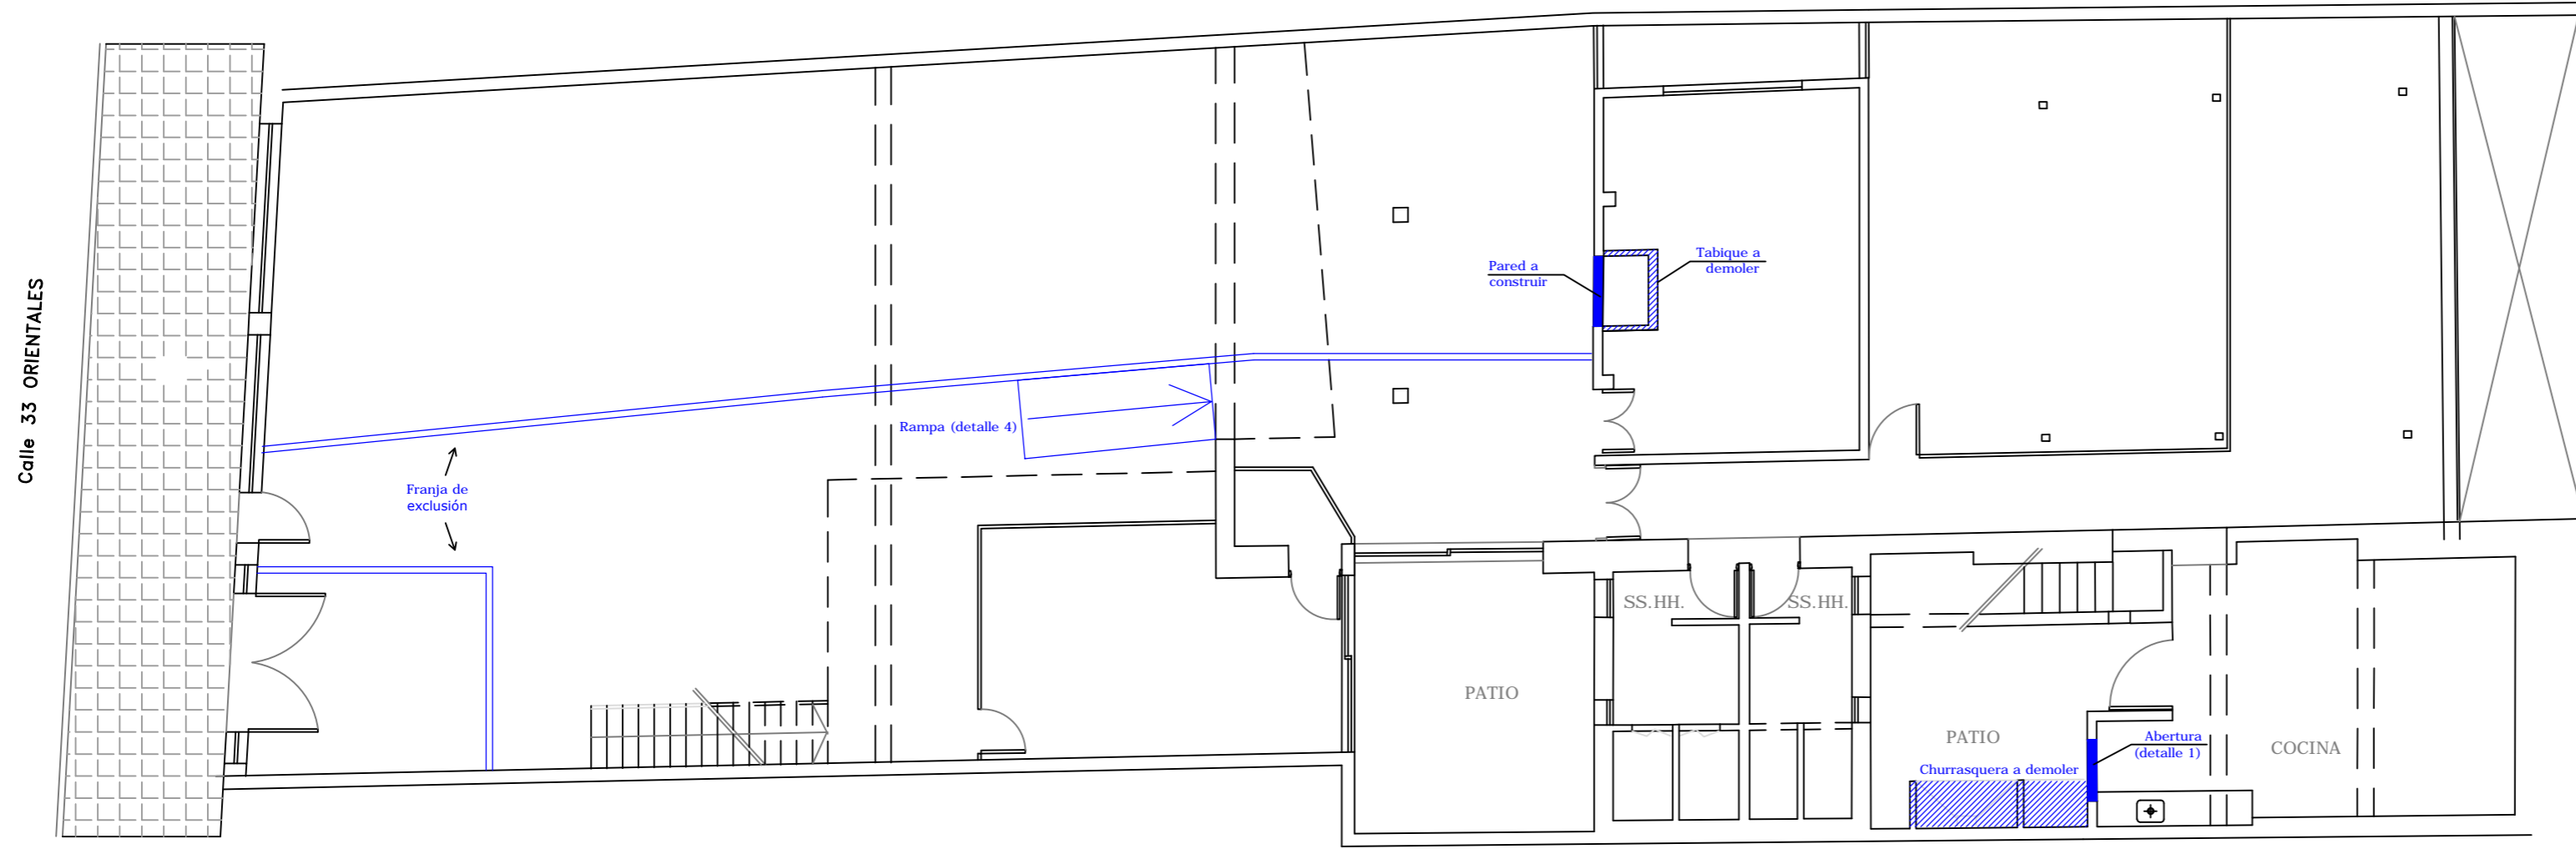 Calle 33 ORIENTALES
Franja de
exclusión
Rampa (detalle 4)
Pared a
construir
Tabique a
demoler
PATIO
SS.HH.
SS.HH.
PATIO
Churrasquera a demoler
Abertura
(detalle 1)
COCINA